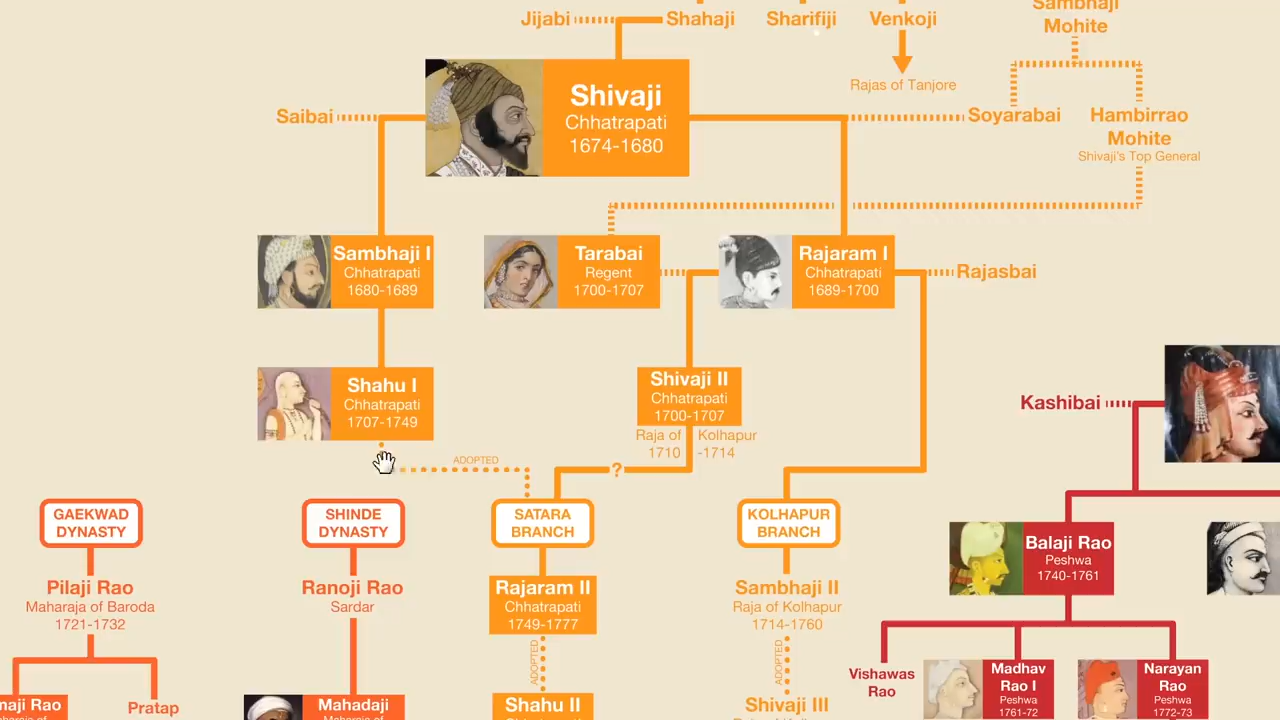 Sambhaji
Mohite
Jijabi
Shahaji
Sharifiji
Venkoji
Rajas of Tanjore
Shivaji
Chhatrapati
1674-1680
Saibai
Soyarabai
Hambirrao
Mohite
Shivaji's Top General
Sambhaji I
Chhatrapati
1680-1689
Tarabai
Regent
1700-1707
Rajaram I
Chhatrapati
1689-1700
Rajasbai
Shahu I
Chhatrapati
1707-1749
Shivaji II
Chhatrapati
1700-1707
Raja of Kolhapur
1710 -1714
Kashibai
ADOPTED
?
GAEKWAD
DYNASTY
SHINDE
DYNASTY
SATARA
BRANCH
KOLHAPUR
BRANCH
Balaji Rao
Peshwa
1740-1761
Pilaji Rao
Maharaja of Baroda
1721-1732
Ranoji Rao
Sardar
Rajaram II
Chhatrapati
1749-1777
Sambhaji II
Raja of Kolhapur
1714-1760
ADOPTED
ADOPTED
Vishawas
Rao
Madhav
Rao I
Peshwa
1761-72
Narayan
Rao
Peshwa
1772-73
maji Rao
Pratap
Mahadaji
Shahu II
Shivaji III